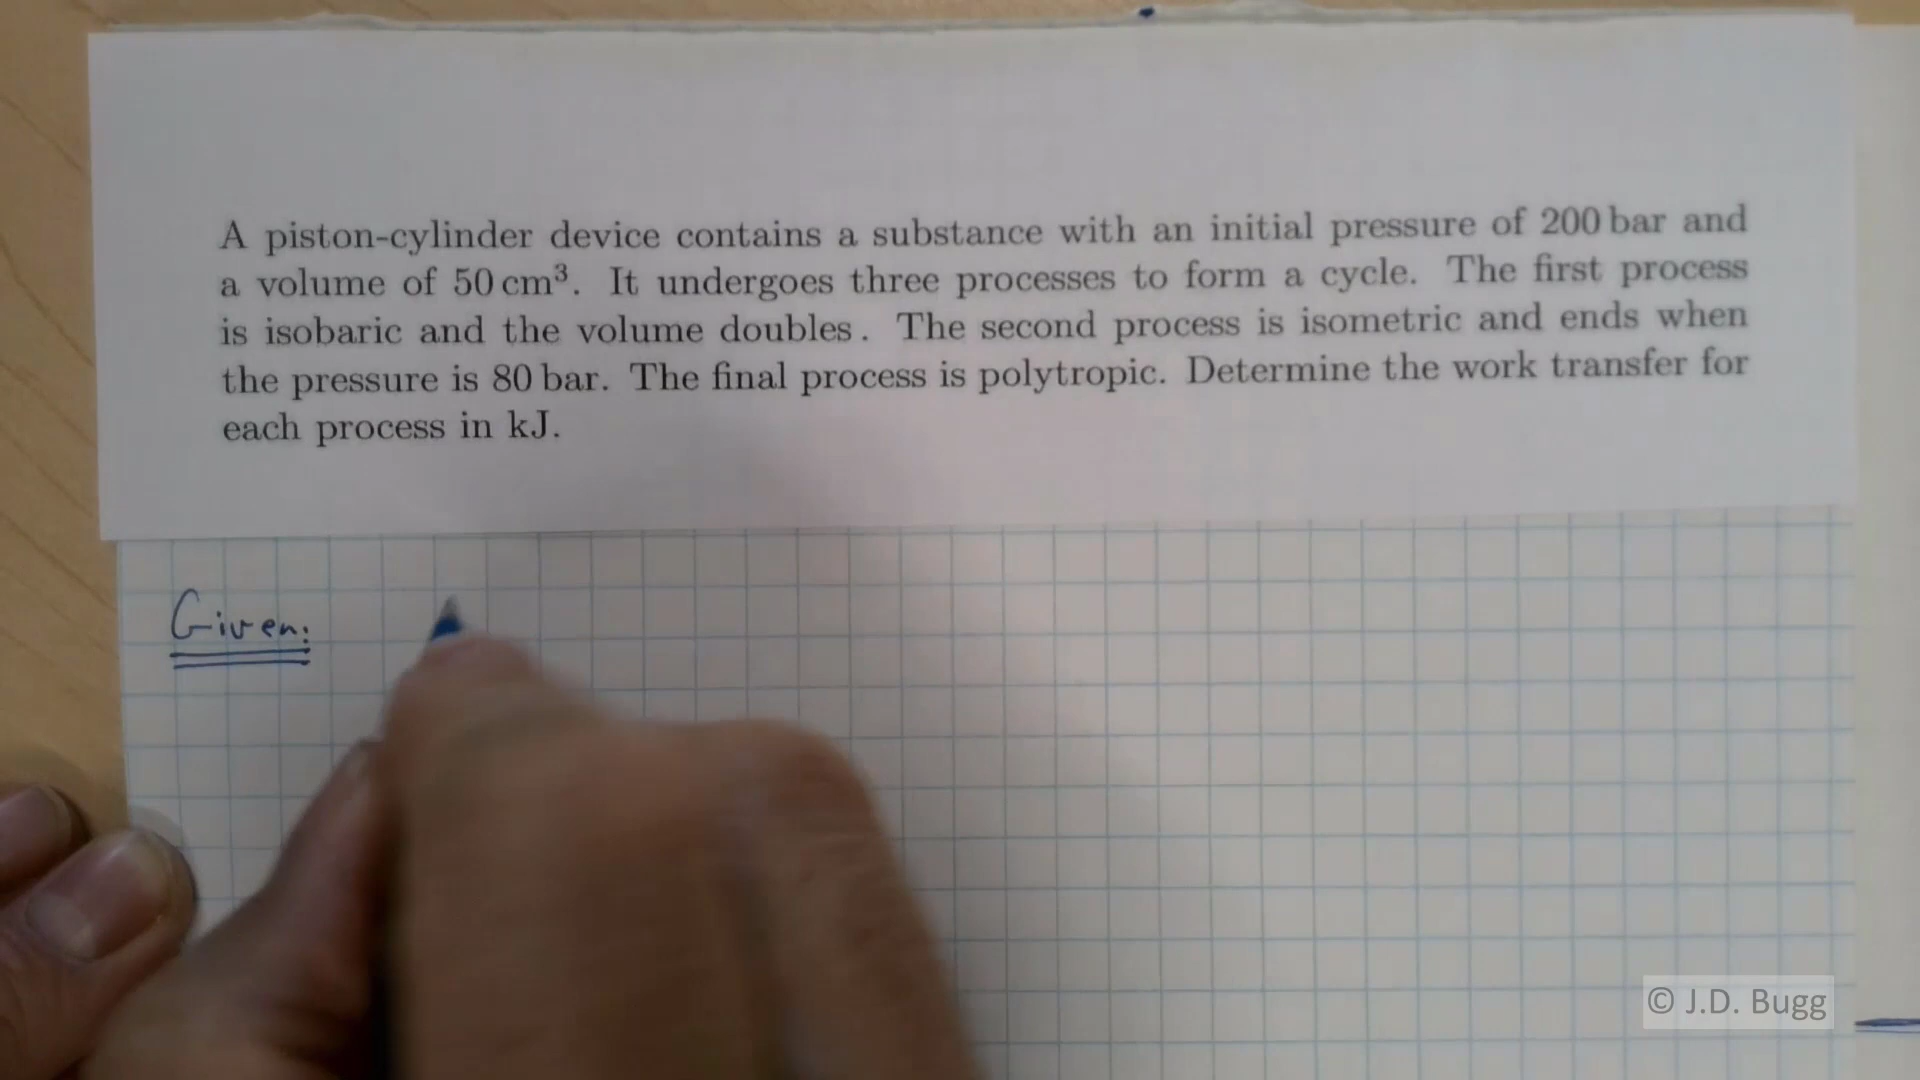 A piston-cylinder device contains a substance with an initial pressure of 200 bar and
a volume of 50 cm³. It undergoes three processes to form a cycle. The first process
is isobaric and the volume doubles. The second process is isometric and ends when
the pressure is 80 bar. The final process is polytropic. Determine the work transfer for
each process in kJ.
Given:
© J.D. Bugg